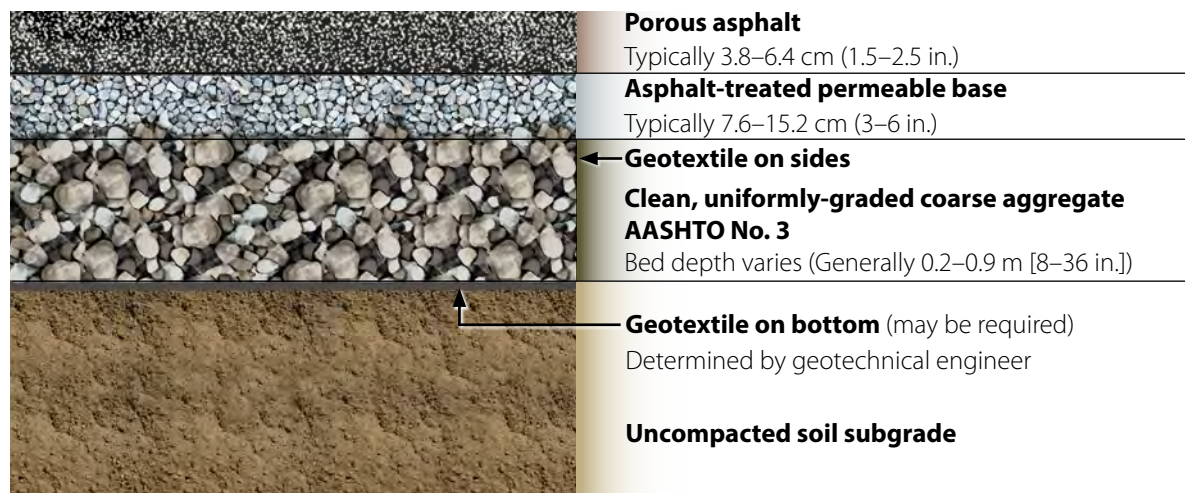 Porous asphalt
Typically 3.8–6.4 cm (1.5–2.5 in.)
Asphalt-treated permeable base
Typically 7.6–15.2 cm (3–6 in.)
Geotextile on sides
Clean, uniformly-graded coarse aggregate
AASHTO No. 3
Bed depth varies (Generally 0.2–0.9 m [8–36 in.])
Geotextile on bottom (may be required)
Determined by geotechnical engineer
Uncompacted soil subgrade